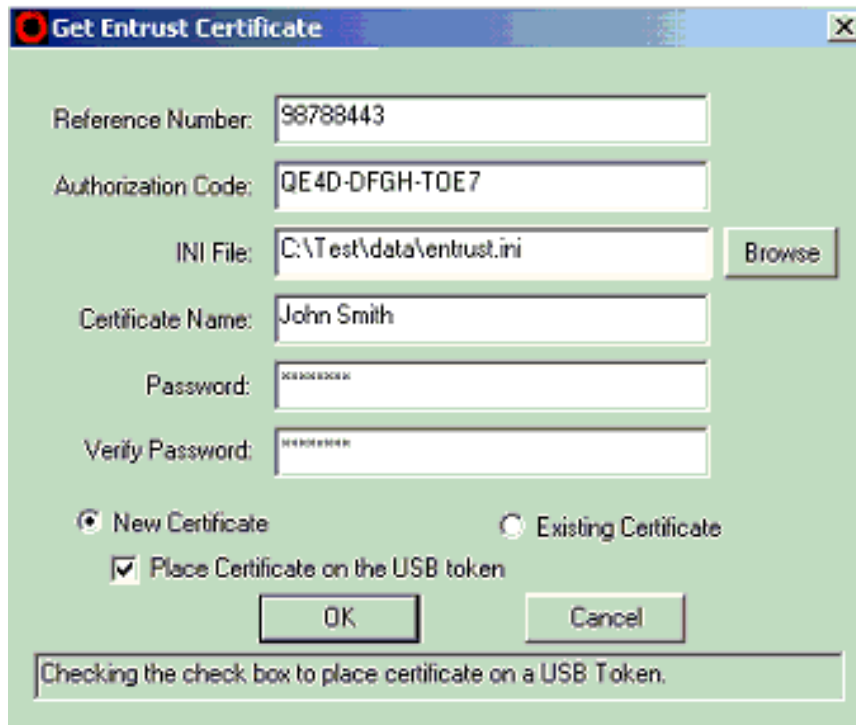 Get Entrust Certificate
Reference Number: 98788443
Authorization Code: QE4D-DFGH-TOE7
INI File: C:\Test\data\entrust.ini Browse
Certificate Name: John Smith
Password: ********
Verify Password: ********
New Certificate Existing Certificate
Place Certificate on the USB token
OK Cancel
Checking the check box to place certificate on a USB Token.